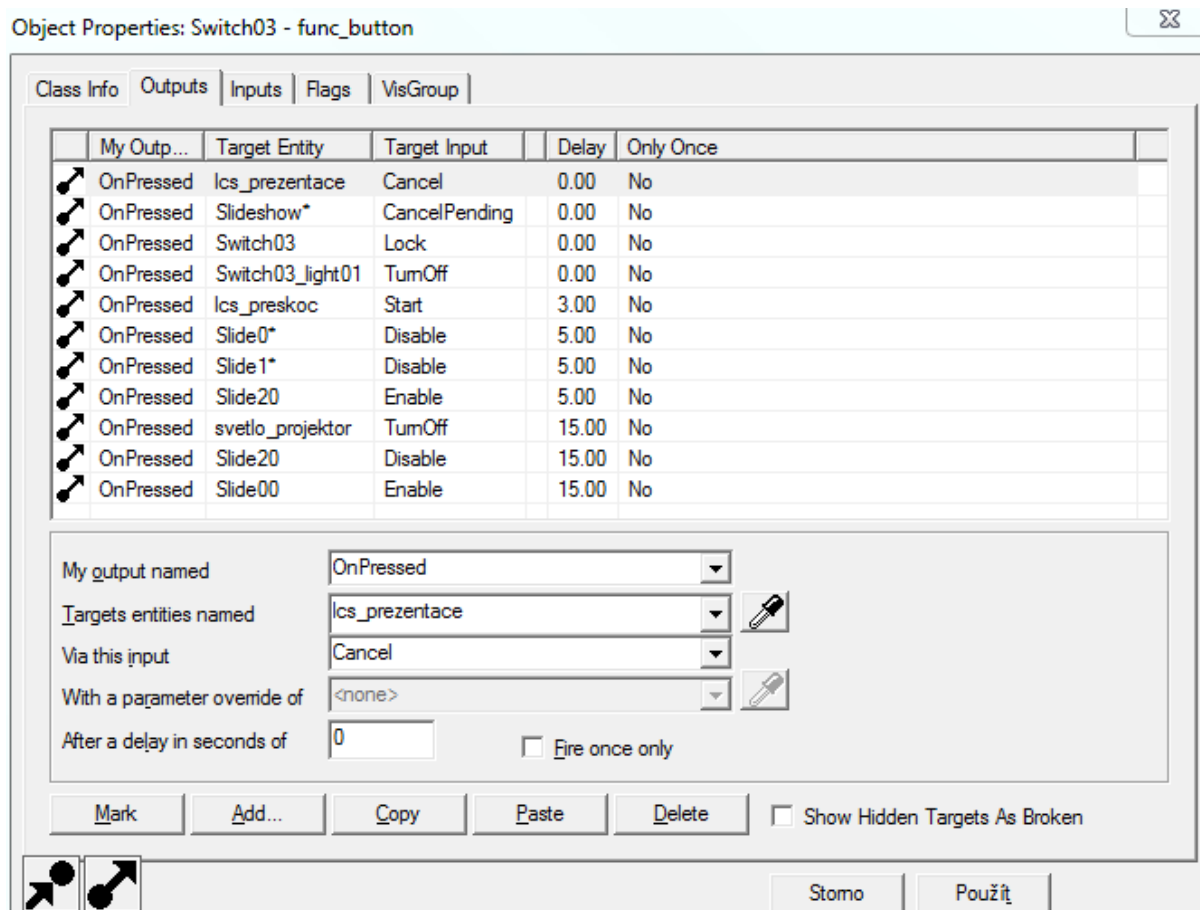 Object Properties: Switch03 - func_button
Class Info Outputs Inputs Flags VisGroup
My Outp... Target Entity Target Input Delay Only Once
OnPressed lcs_prezentace Cancel 0.00 No
OnPressed Slideshow* CancelPending 0.00 No
OnPressed Switch03 Lock 0.00 No
OnPressed Switch03_light01 TurnOff 0.00 No
OnPressed lcs_preskoc Start 3.00 No
OnPressed Slide0* Disable 5.00 No
OnPressed Slide1* Disable 5.00 No
OnPressed Slide20 Enable 5.00 No
OnPressed svetlo_projektor TurnOff 15.00 No
OnPressed Slide20 Disable 15.00 No
OnPressed Slide00 Enable 15.00 No
My output named OnPressed
Targets entities named lcs_prezentace
Via this input Cancel
With a parameter override of <none>
After a delay in seconds of 0 Fire once only
Mark Add... Copy Paste Delete Show Hidden Targets As Broken
Storno Použít